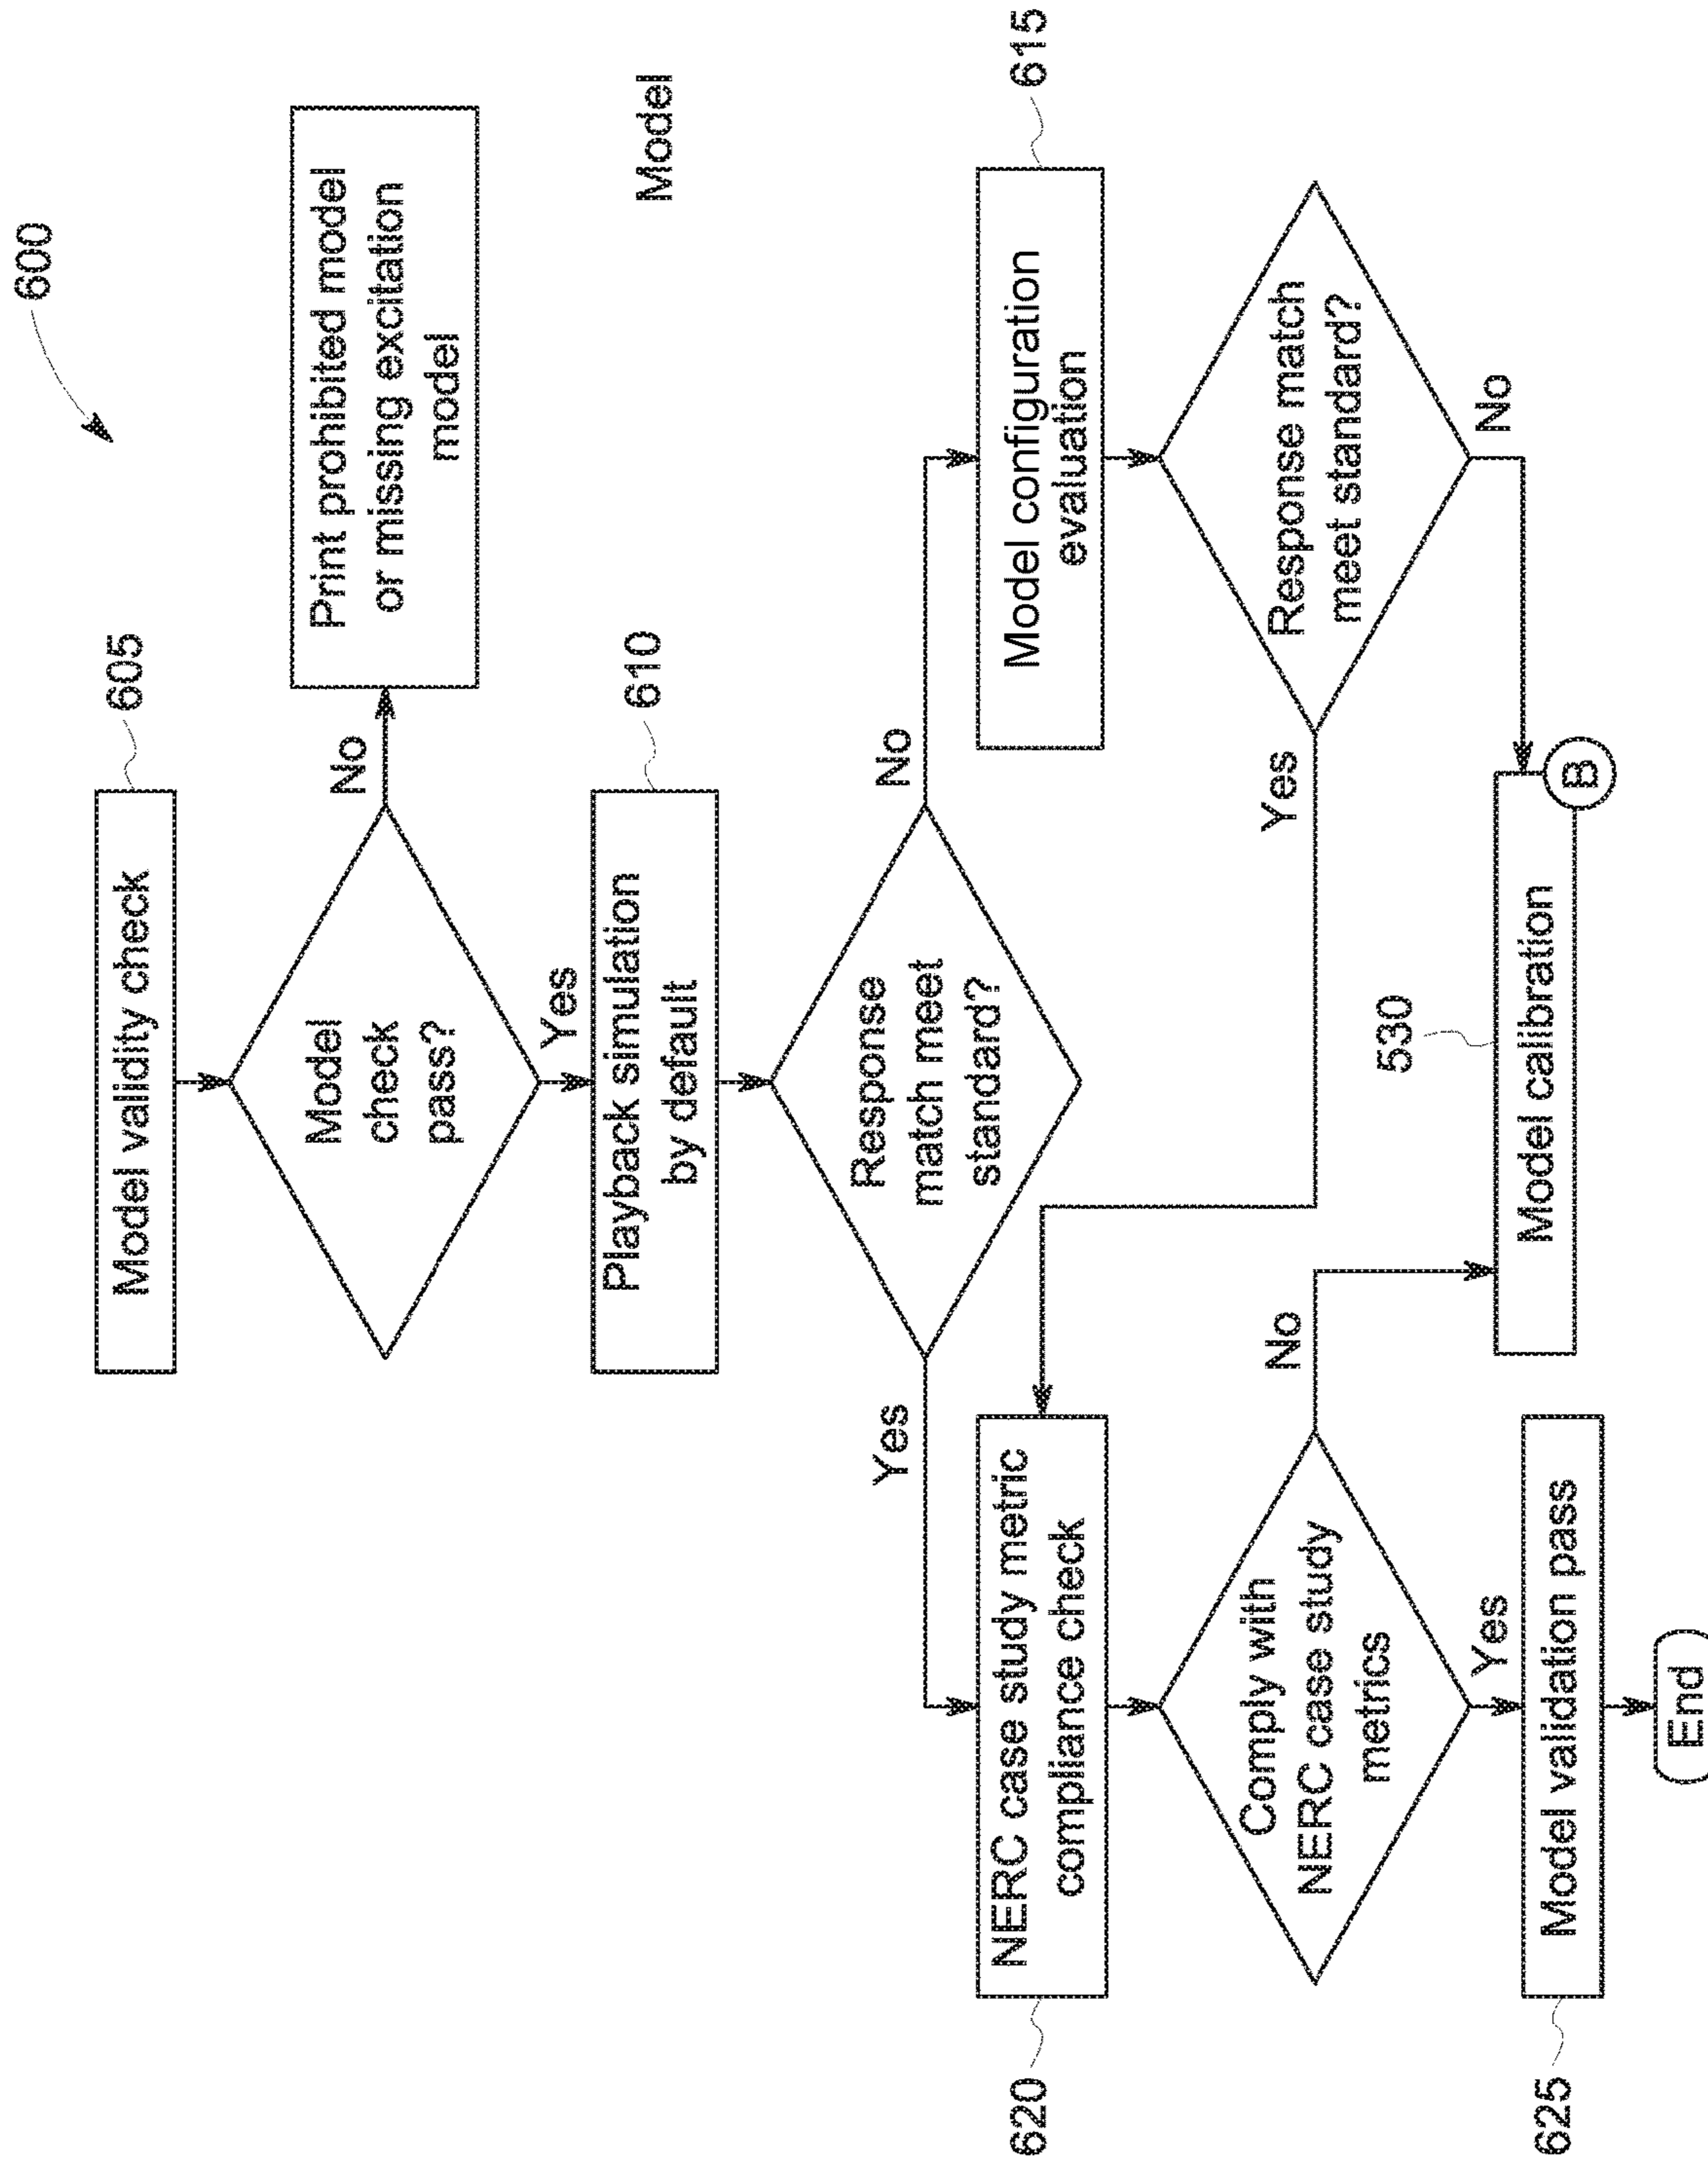 600
Model validity check
605
Model
check
pass?
No
Print prohibited model
or missing excitation
model
Yes
Playback simulation
by default
610
Model
Response
match meet
standard?
Yes
No
NERC case study metric
compliance check
620
Model configuration
evaluation
615
Comply with
NERC case study
metrics
No
Yes
Response match
meet standard?
Yes
No
530
Model calibration
B
Model validation pass
625
End